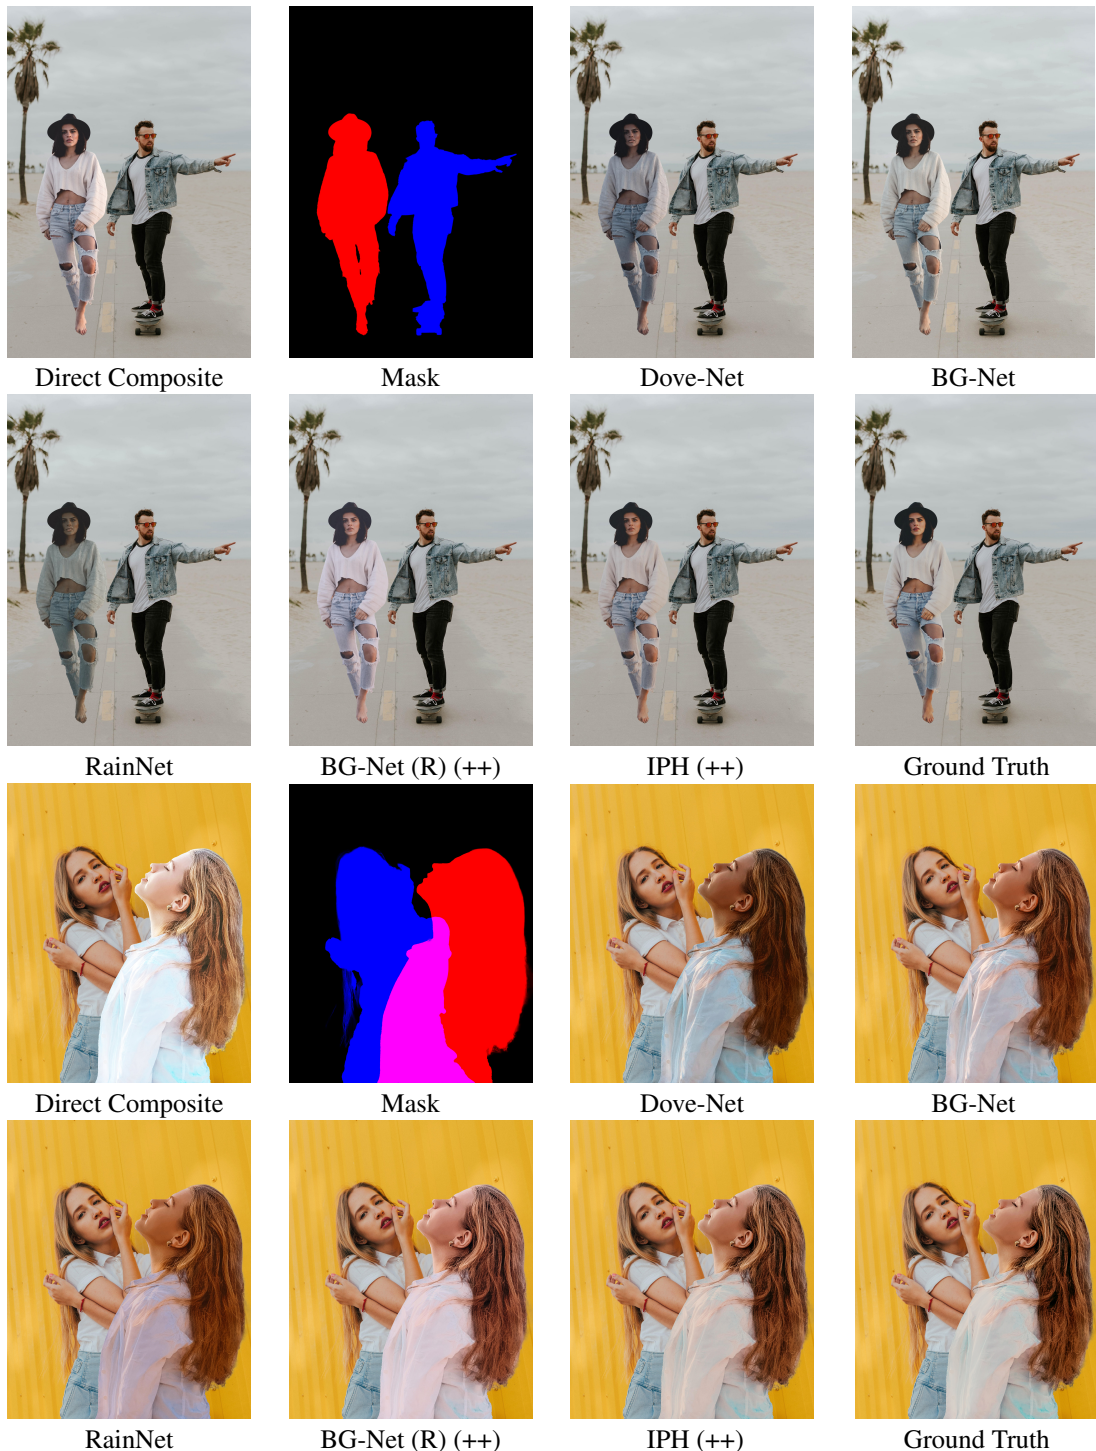 Direct Composite
Mask
Dove-Net
BG-Net
RainNet
BG-Net (R) (++)
IPH (++)
Ground Truth
Direct Composite
Mask
Dove-Net
BG-Net
RainNet
BG-Net (R) (++)
IPH (++)
Ground Truth